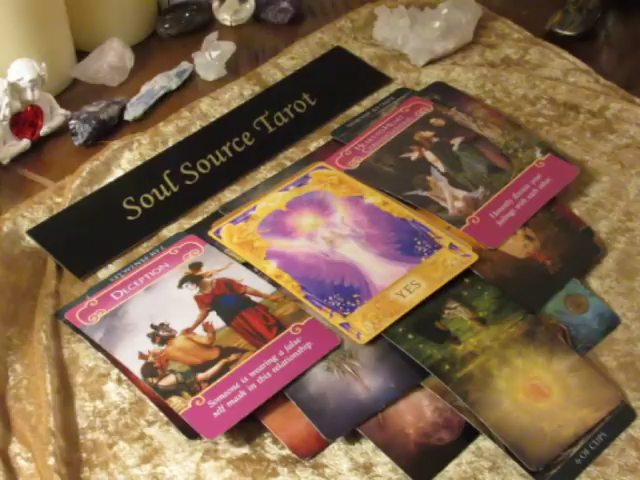 Soul Source Tarot
Honestly discuss your
feelings with each other.
YES
DECEPTION
Someone is wearing a false
self mask in this relationship.
6 OF CUPS